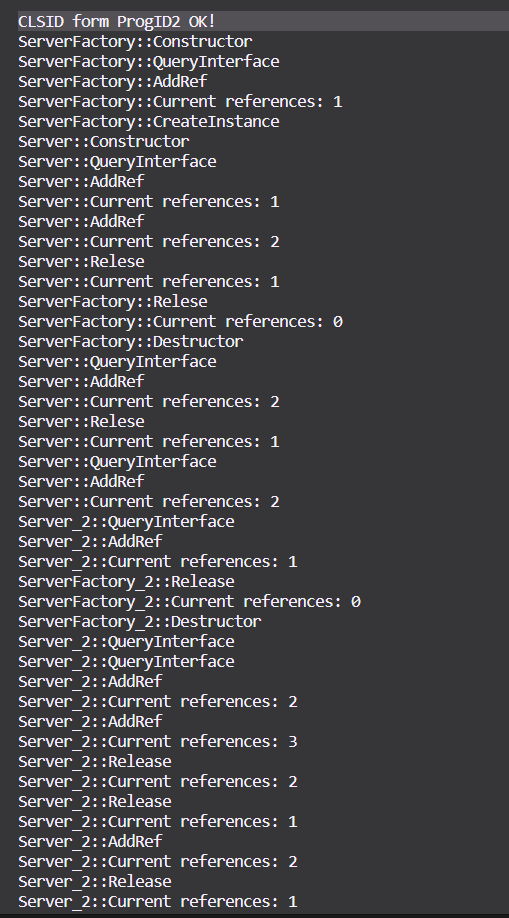 CLSID form ProgID2 OK!
ServerFactory::Constructor
ServerFactory::QueryInterface
ServerFactory::AddRef
ServerFactory::Current references: 1
ServerFactory::CreateInstance
Server::Constructor
Server::QueryInterface
Server::AddRef
Server::Current references: 1
Server::AddRef
Server::Current references: 2
Server::Relese
Server::Current references: 1
ServerFactory::Relese
ServerFactory::Current references: 0
ServerFactory::Destructor
Server::QueryInterface
Server::AddRef
Server::Current references: 2
Server::Relese
Server::Current references: 1
Server::QueryInterface
Server::AddRef
Server::Current references: 2
Server_2::QueryInterface
Server_2::AddRef
Server_2::Current references: 1
ServerFactory_2::Release
ServerFactory_2::Current references: 0
ServerFactory_2::Destructor
Server_2::QueryInterface
Server_2::QueryInterface
Server_2::AddRef
Server_2::Current references: 2
Server_2::AddRef
Server_2::Current references: 3
Server_2::Release
Server_2::Current references: 2
Server_2::Release
Server_2::Current references: 1
Server_2::AddRef
Server_2::Current references: 2
Server_2::Release
Server_2::Current references: 1